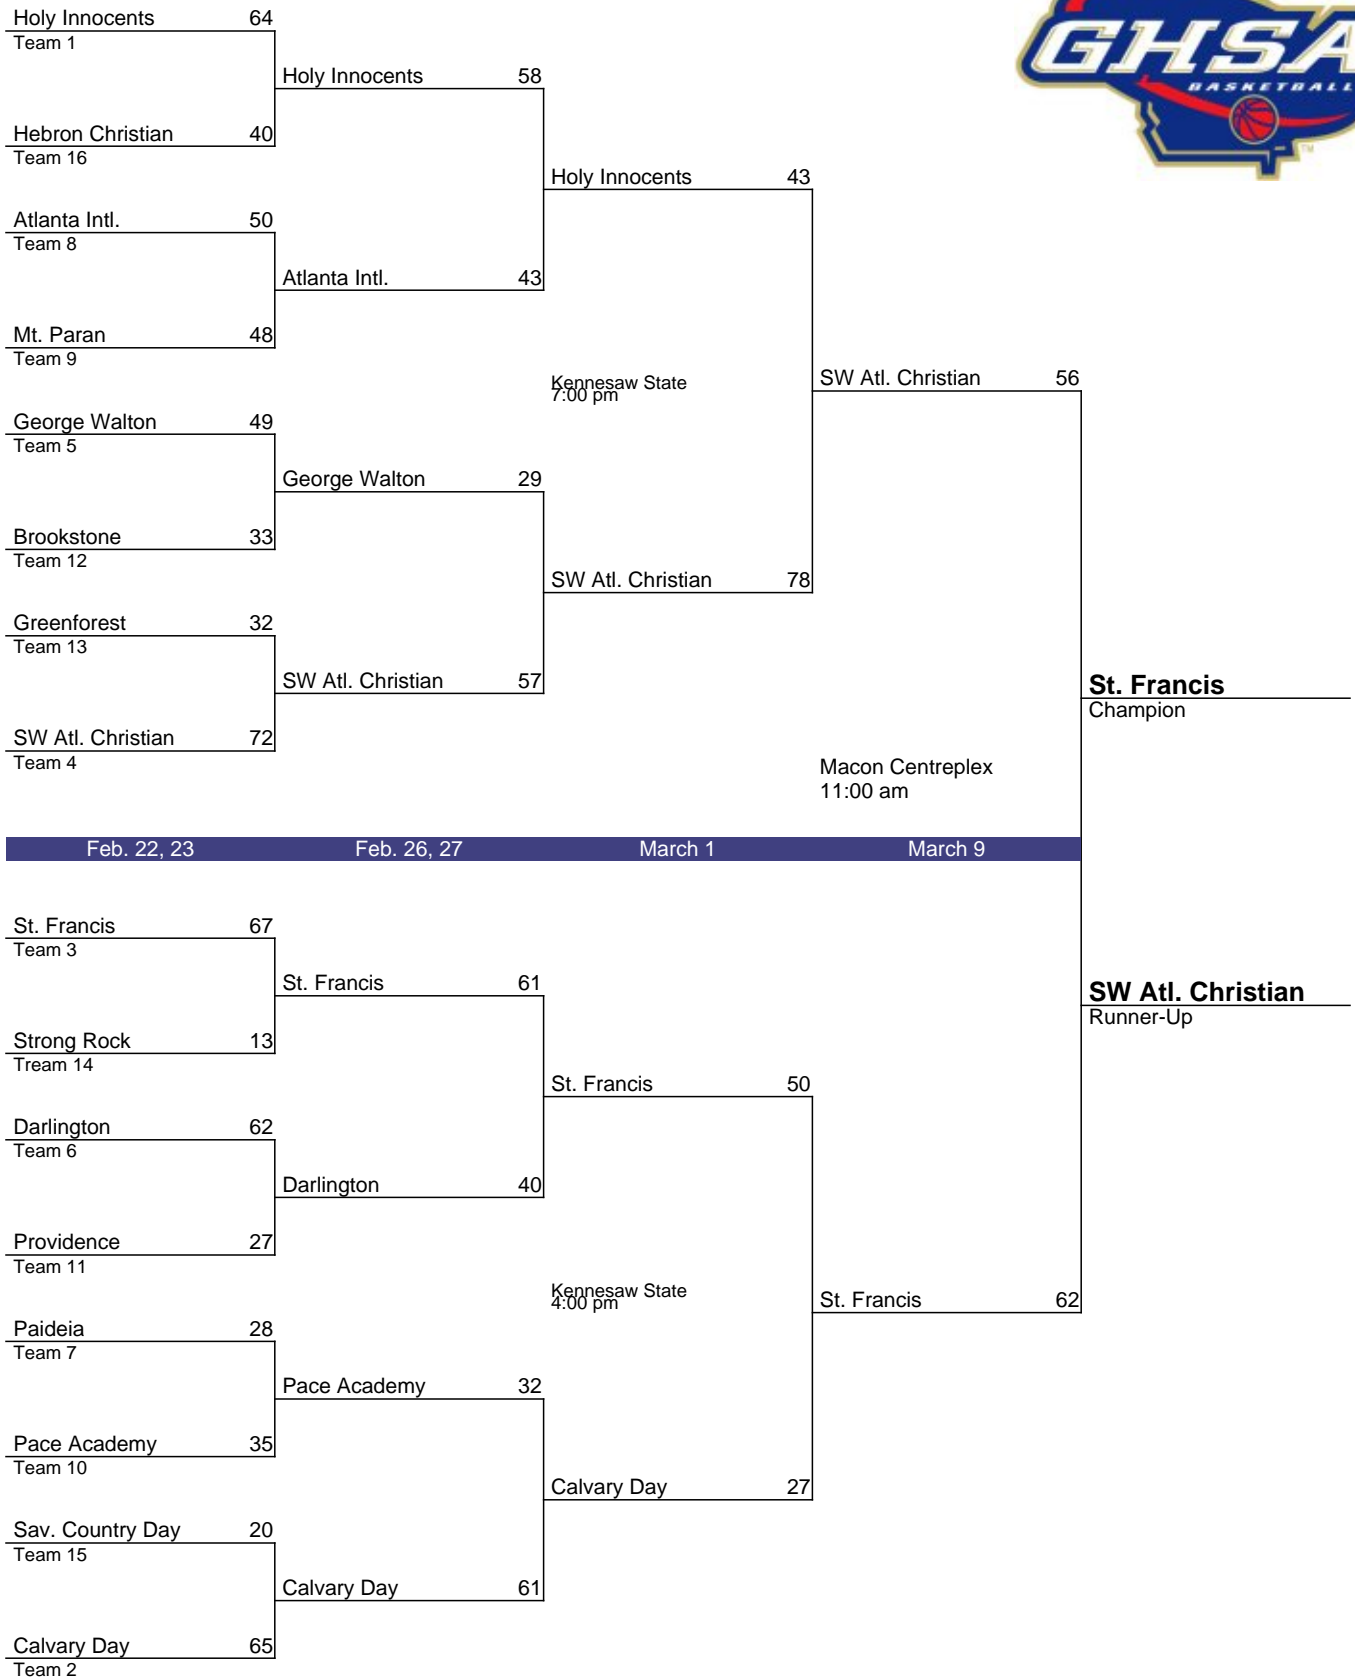 GHSA
BASKETBALL
TM
Holy Innocents 64
Team 1
Holy Innocents 58
Hebron Christian 40
Team 16
Holy Innocents 43
Atlanta Intl. 50
Team 8
Atlanta Intl. 43
Mt. Paran 48
Team 9
Kennesaw State
7:00 pm
SW Atl. Christian 56
George Walton 49
Team 5
George Walton 29
Brookstone 33
Team 12
SW Atl. Christian 78
Greenforest 32
Team 13
SW Atl. Christian 57
St. Francis
Champion
SW Atl. Christian 72
Team 4
Macon Centreplex
11:00 am
Feb. 22, 23 Feb. 26, 27 March 1 March 9
St. Francis 67
Team 3
St. Francis 61
SW Atl. Christian
Runner-Up
Strong Rock 13
Tream 14
St. Francis 50
Darlington 62
Team 6
Darlington 40
Providence 27
Team 11
Kennesaw State
4:00 pm
St. Francis 62
Paideia 28
Team 7
Pace Academy 32
Pace Academy 35
Team 10
Calvary Day 27
Sav. Country Day 20
Team 15
Calvary Day 61
Calvary Day 65
Team 2